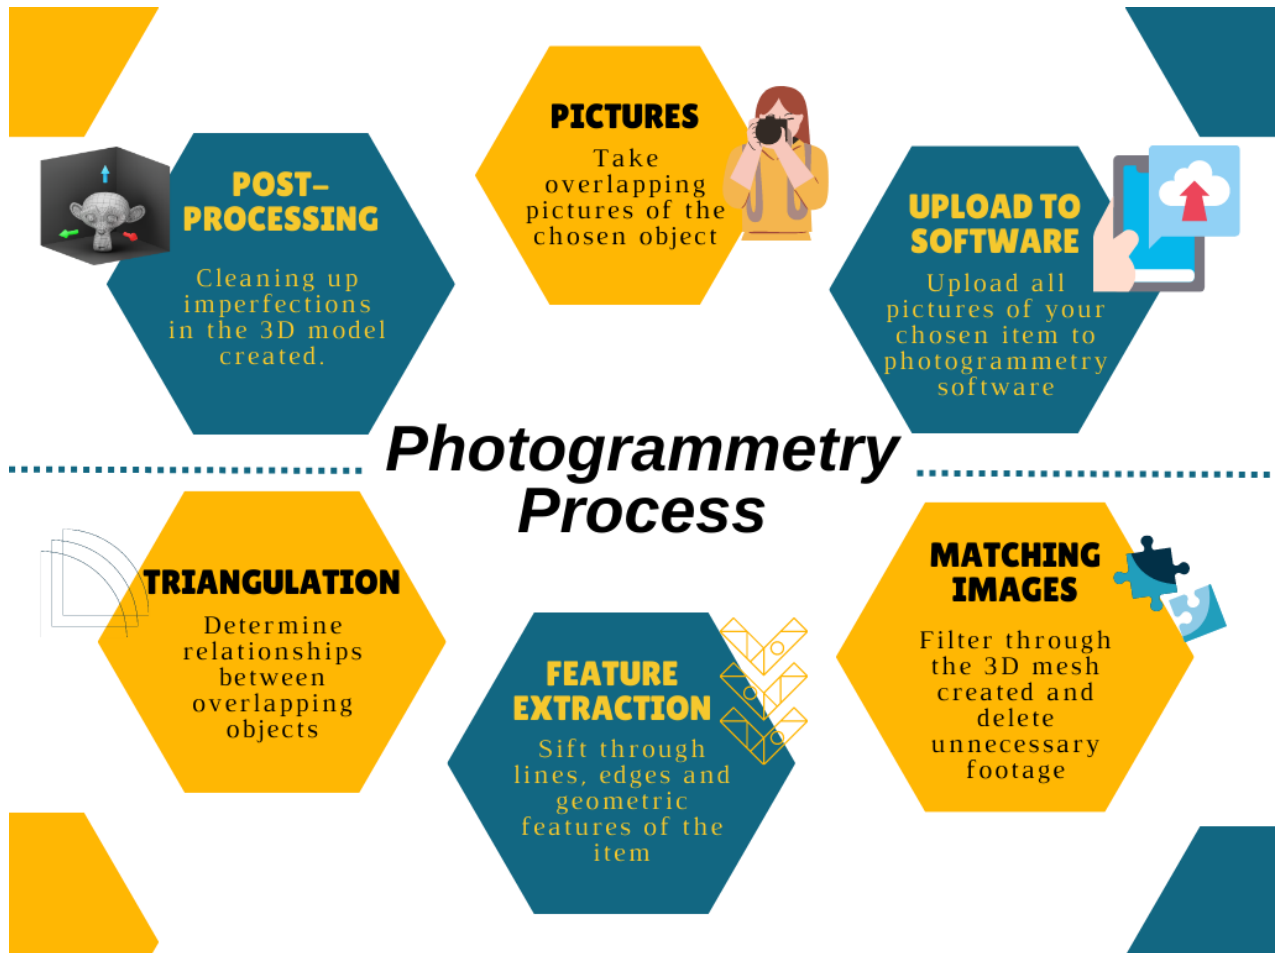 PICTURES
Take
overlapping
pictures of the
chosen object
UPLOAD TO
SOFTWARE
Upload all
pictures of your
chosen item to
photogrammetry
software
POST-
PROCESSING
Cleaning up
imperfections
in the 3D model
created.
Photogrammetry
Process
MATCHING
IMAGES
Filter through
the 3D mesh
created and
delete
unnecessary
footage
FEATURE
EXTRACTION
Sift through
lines, edges and
geometric
features of the
item
TRIANGULATION
Determine
relationships
between
overlapping
objects